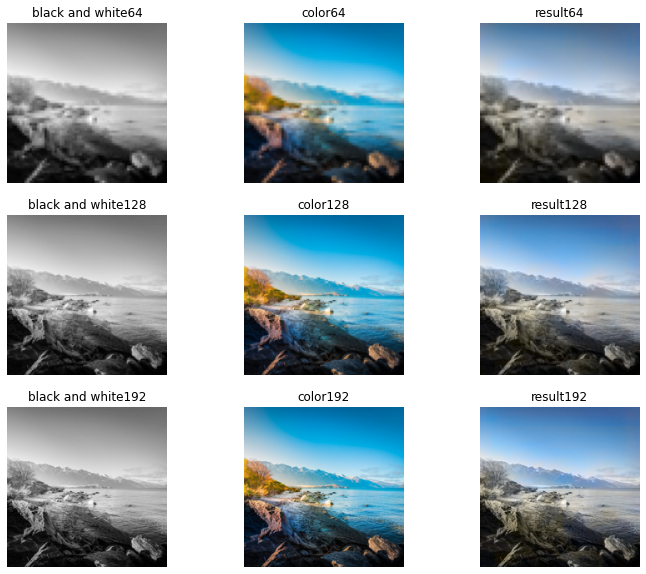 black and white64
color64
result64
black and white128
color128
result128
black and white192
color192
result192